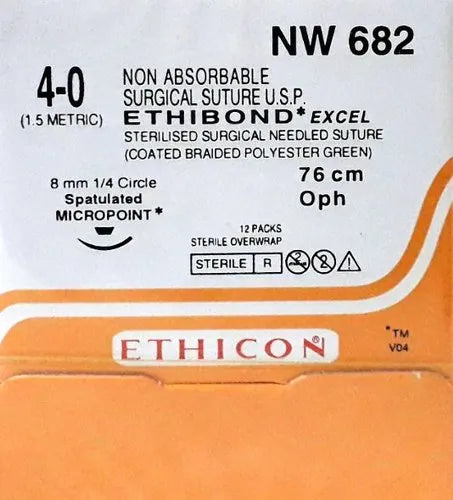 NW 682
4-0
(1.5 METRIC)
NON ABSORBABLE
SURGICAL SUTURE U.S.P.
ETHIBOND* EXCEL
STERILISED SURGICAL NEEDLED SUTURE
(COATED BRAIDED POLYESTER GREEN)
8 mm 1/4 Circle
Spatulated
MICROPOINT*
76 cm
Oph
12 PACKS
STERILE OVERWRAP
STERILE R 2 2
ETHICON®
*TM
V04